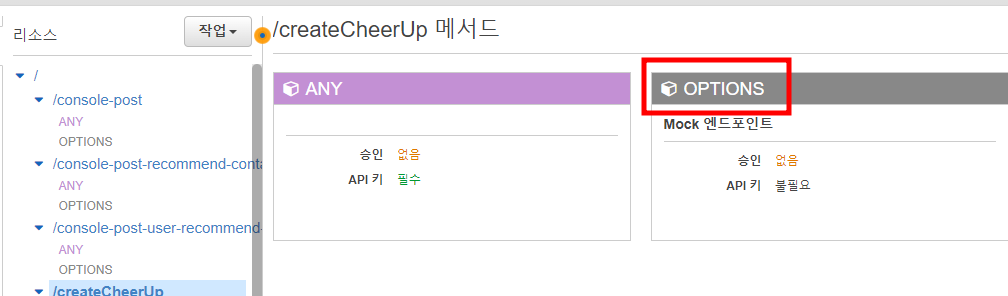 리소스
작업
/createCheerUp 메서드
/
/console-post
ANY
OPTIONS
/console-post-recommend-conta
ANY
OPTIONS
/console-post-user-recommend-
ANY
OPTIONS
/createCheerUp
ANY
승인 없음
API 키 필수
OPTIONS
Mock 엔드포인트
승인 없음
API 키 불필요